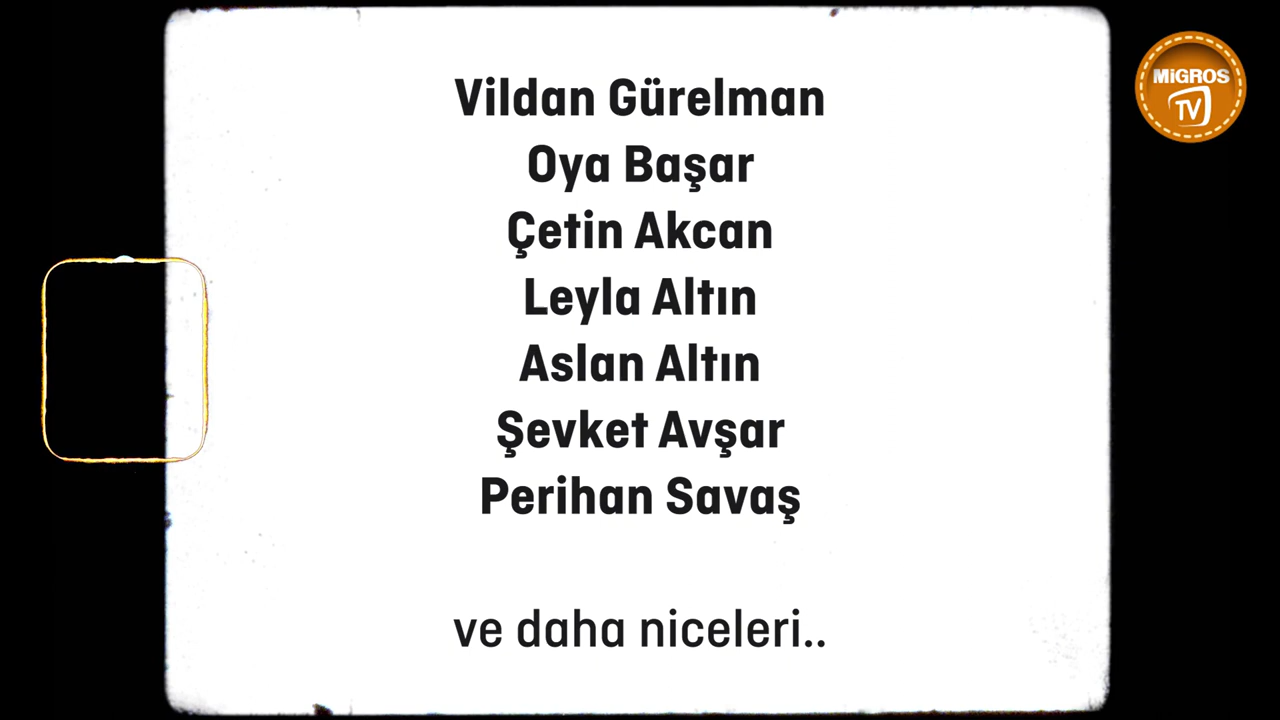 Vildan Gürelman
Oya Başar
Çetin Akcan
Leyla Altın
Aslan Altın
Şevket Avşar
Perihan Savaş
ve daha niceleri..
MiGROS
TV